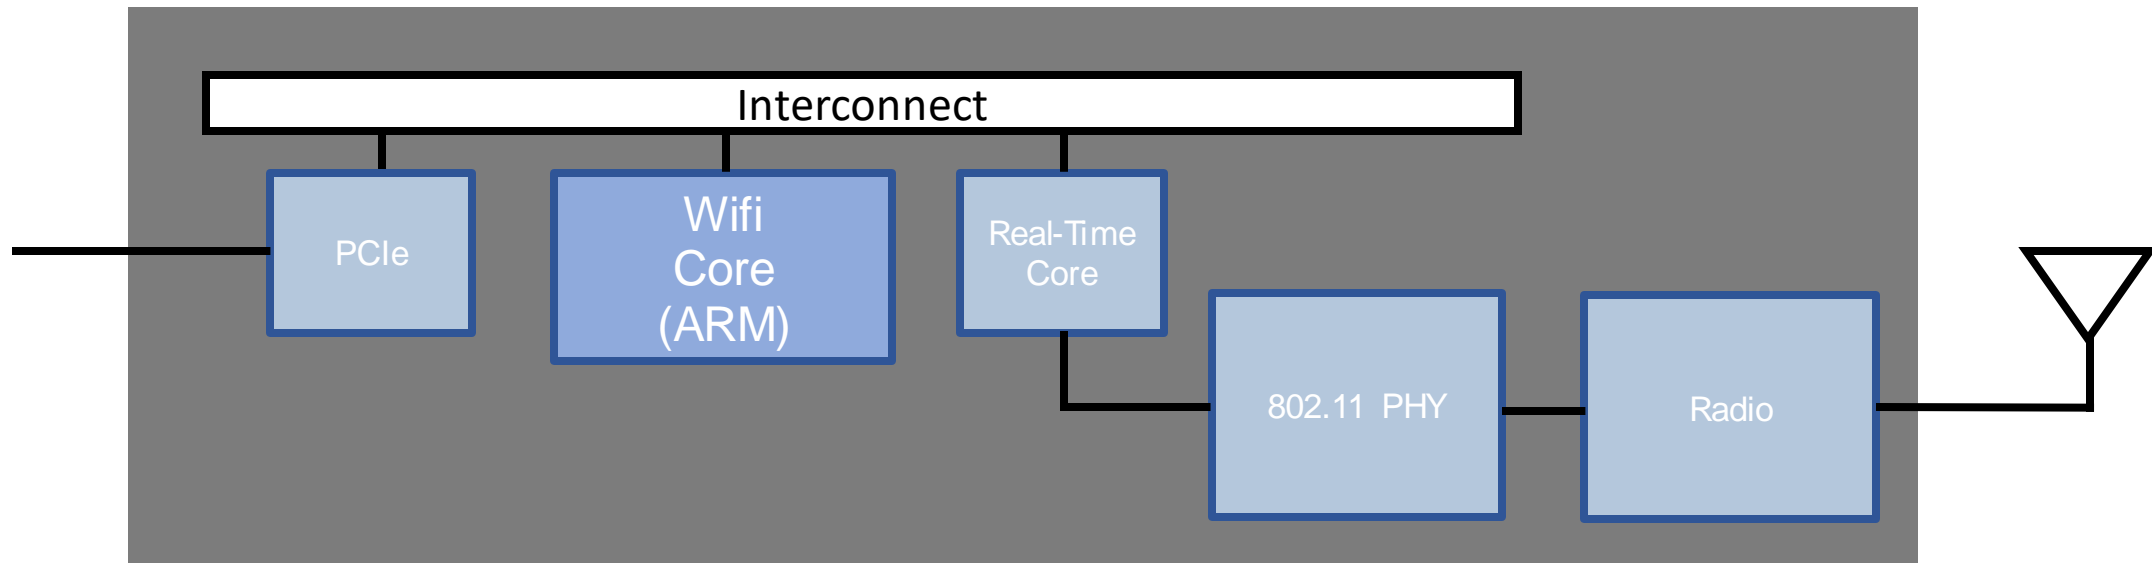 Interconnect
PCIe
Wifi
Core
(ARM)
Real-Time
Core
802.11 PHY
Radio